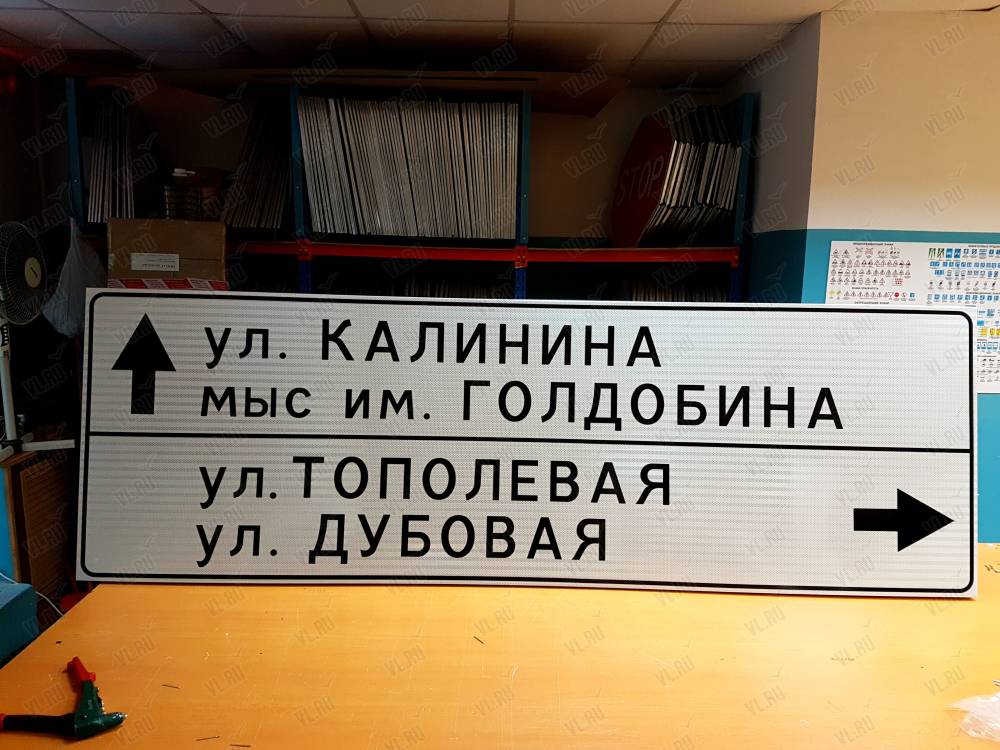 ул. КАЛИНИНА
мыс им. ГОЛДОБИНА
ул. ТОПОЛЕВАЯ
ул. ДУБОВАЯ
STOP
VL.RU